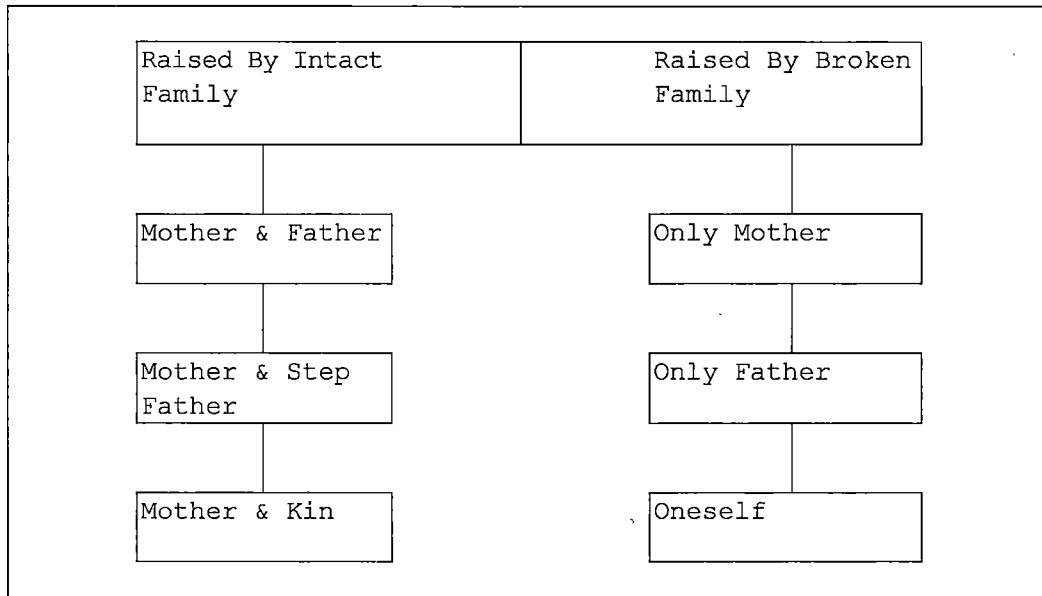 Raised By Intact
Family
Raised By Broken
Family
Mother & Father
Only Mother
Mother & Step
Father
Only Father
Mother & Kin
Oneself